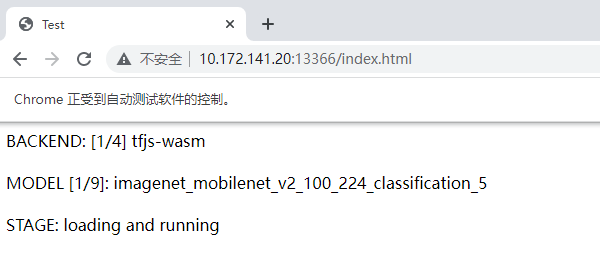 Test
不安全 10.172.141.20:13366/index.html
Chrome 正受到自动测试软件的控制。
BACKEND: [1/4] tfjs-wasm
MODEL [1/9]: imagenet_mobilenet_v2_100_224_classification_5
STAGE: loading and running